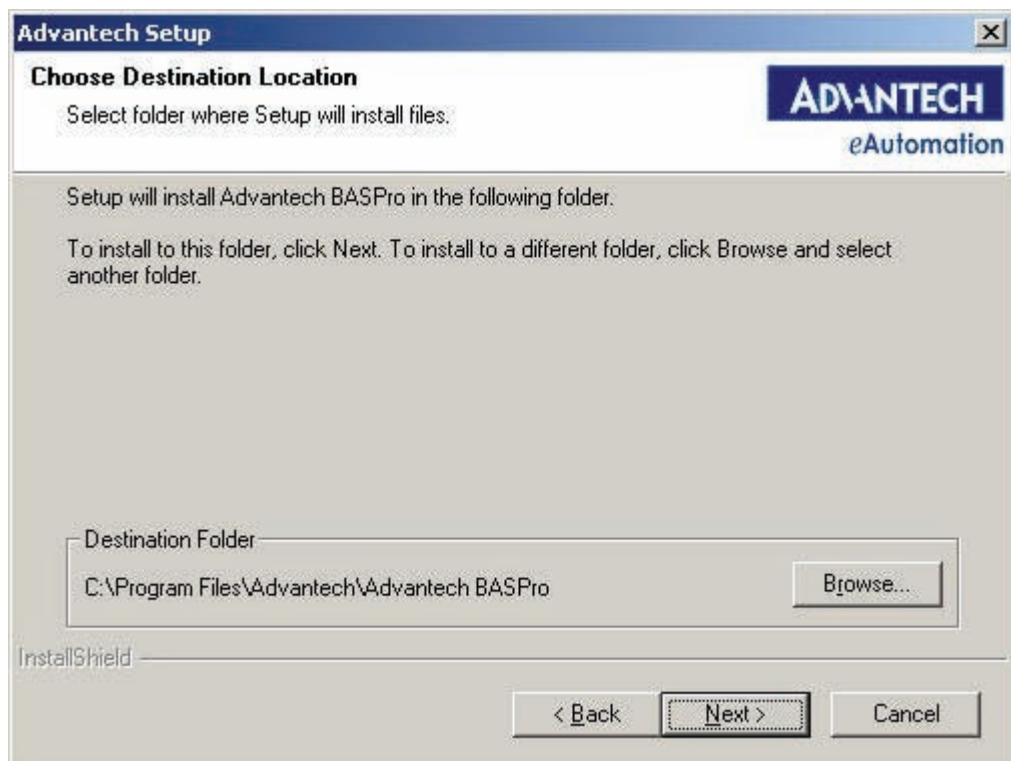 Advantech Setup
Choose Destination Location
Select folder where Setup will install files.
ADVANTECH
eAutomation
Setup will install Advantech BASPro in the following folder.
To install to this folder, click Next. To install to a different folder, click Browse and select
another folder.
Destination Folder
C:\Program Files\Advantech\Advantech BASPro
Browse...
InstallShield
< Back
Next >
Cancel